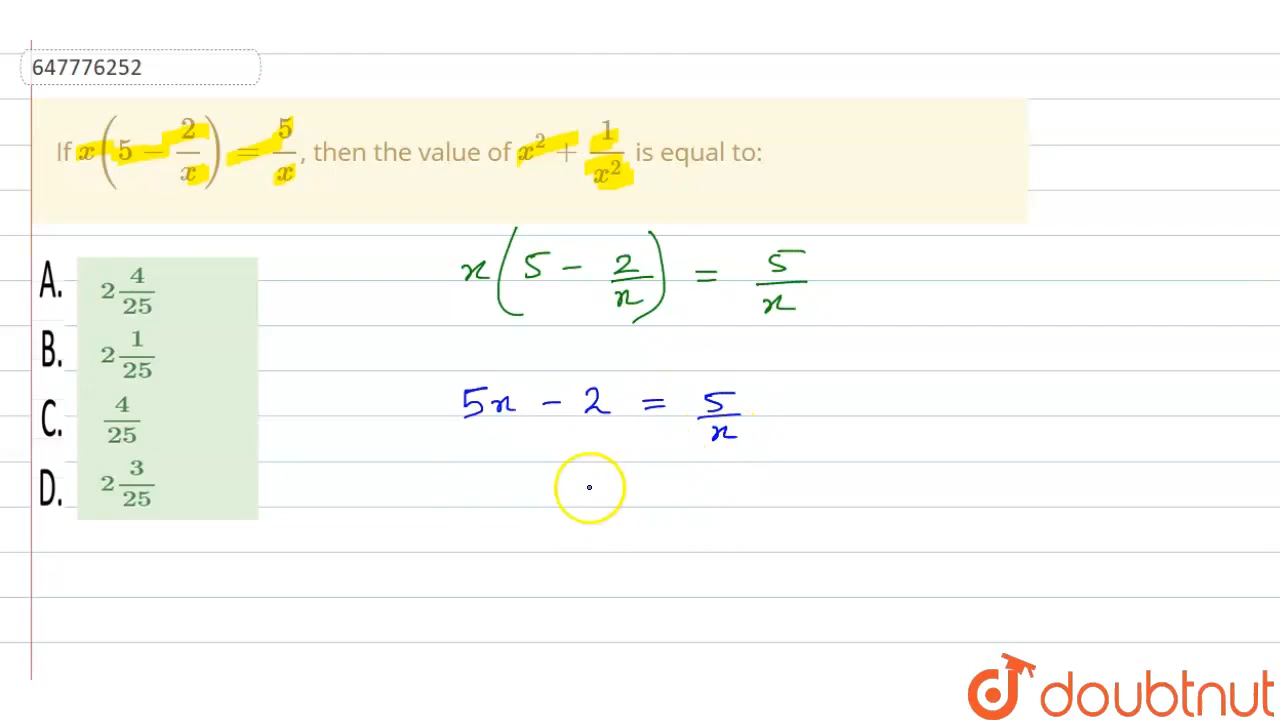 647776252
If x(5 − 2/x) = 5/x, then the value of x² + 1/x² is equal to:
A. 2 4/25
B. 2 1/25
C. 4/25
D. 2 3/25
x(5 − 2/x) = 5/x
5x − 2 = 5/x
doubtnut